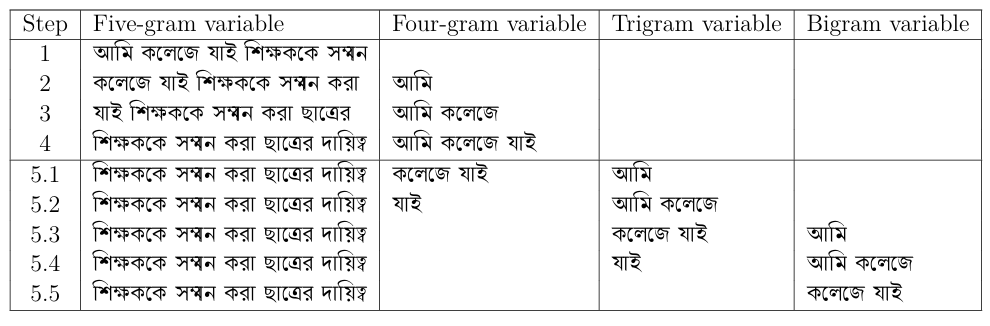 Step Five-gram variable Four-gram variable Trigram variable Bigram variable
1 আমি কলেজে যাই শিক্ষককে সম্মন
2 কলেজে যাই শিক্ষককে সম্মন করা আমি
3 যাই শিক্ষককে সম্মন করা ছাত্রের আমি কলেজে
4 শিক্ষককে সম্মন করা ছাত্রের দায়িত্ব আমি কলেজে যাই
5.1 শিক্ষককে সম্মন করা ছাত্রের দায়িত্ব কলেজে যাই আমি
5.2 শিক্ষককে সম্মন করা ছাত্রের দায়িত্ব যাই আমি কলেজে
5.3 শিক্ষককে সম্মন করা ছাত্রের দায়িত্ব কলেজে যাই আমি
5.4 শিক্ষককে সম্মন করা ছাত্রের দায়িত্ব যাই আমি কলেজে
5.5 শিক্ষককে সম্মন করা ছাত্রের দায়িত্ব কলেজে যাই